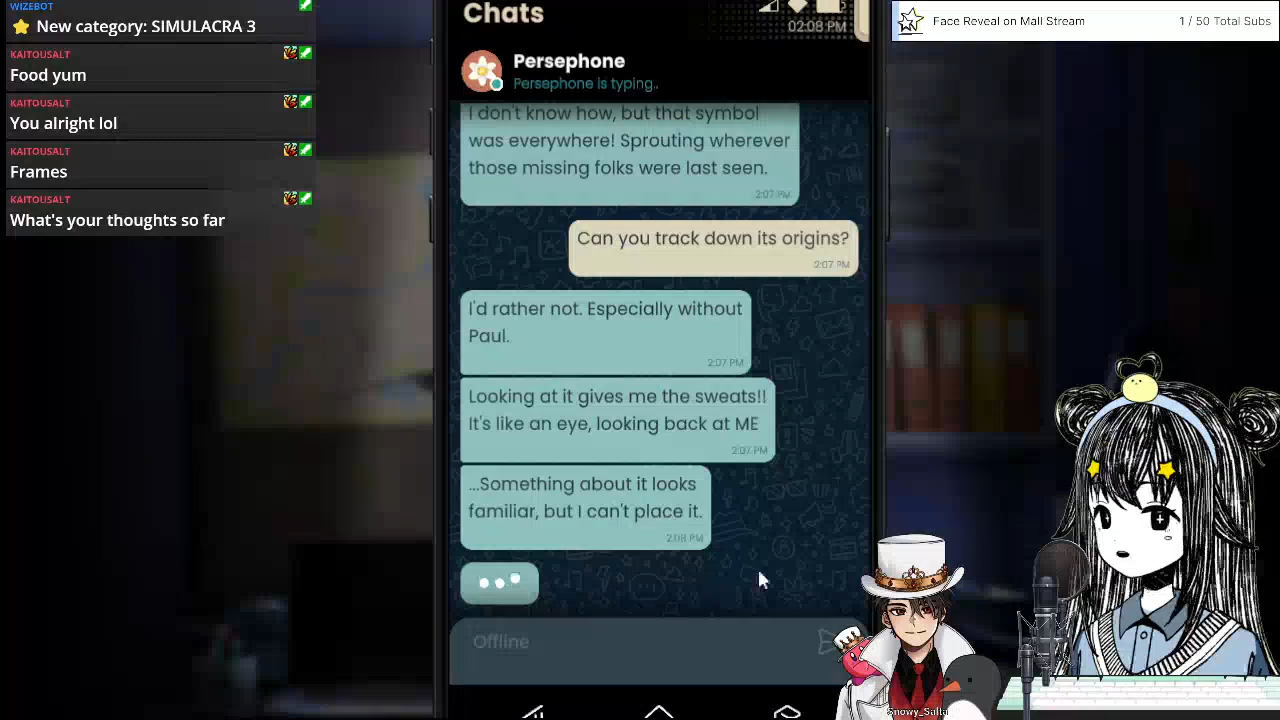 WIZEBOT
New category: SIMULACRA 3
KAITOUSALT
Food yum
KAITOUSALT
You alright lol
KAITOUSALT
Frames
KAITOUSALT
What's your thoughts so far
Chats
02:08 PM
Persephone
Persephone is typing..
I don't know how, but that symbol
was everywhere! Sprouting wherever
those missing folks were last seen.
2:07 PM
Can you track down its origins?
2:07 PM
I'd rather not. Especially without
Paul.
2:07 PM
Looking at it gives me the sweats!!
It's like an eye, looking back at ME
2:07 PM
...Something about it looks
familiar, but I can't place it.
2:08 PM
Offline
Face Reveal on Mall Stream
1 / 50 Total Subs